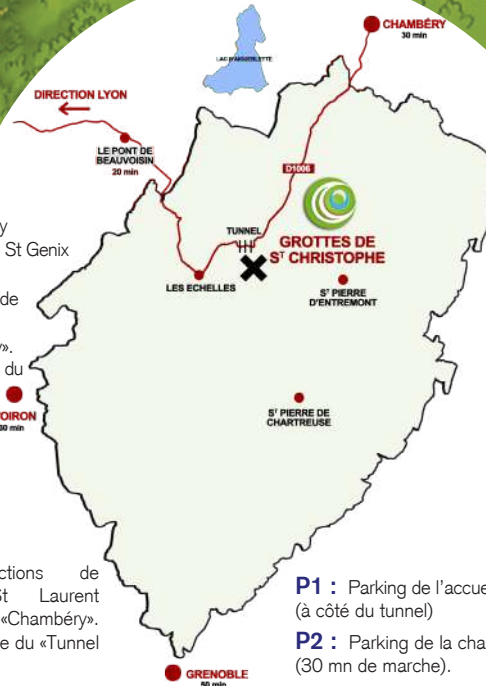 CHAMBÉRY
30 min
LAC D'AIGUEBLETTE
DIRECTION LYON
LE PONT DE
BEAUVOISIN
20 min
D1006
TUNNEL
GROTTES DE
ST CHRISTOPHE
LES ECHELLES
ST PIERRE
D'ENTREMONT
ST PIERRE DE
CHARTREUSE
St Genix
de
du
OIRON
GRENOBLE
50 min
de
St Laurent
«Chambéry».
du «Tunnel
P1 : Parking de l'accue
(à côté du tunnel)
P2 : Parking de la cha
(30 mn de marche).